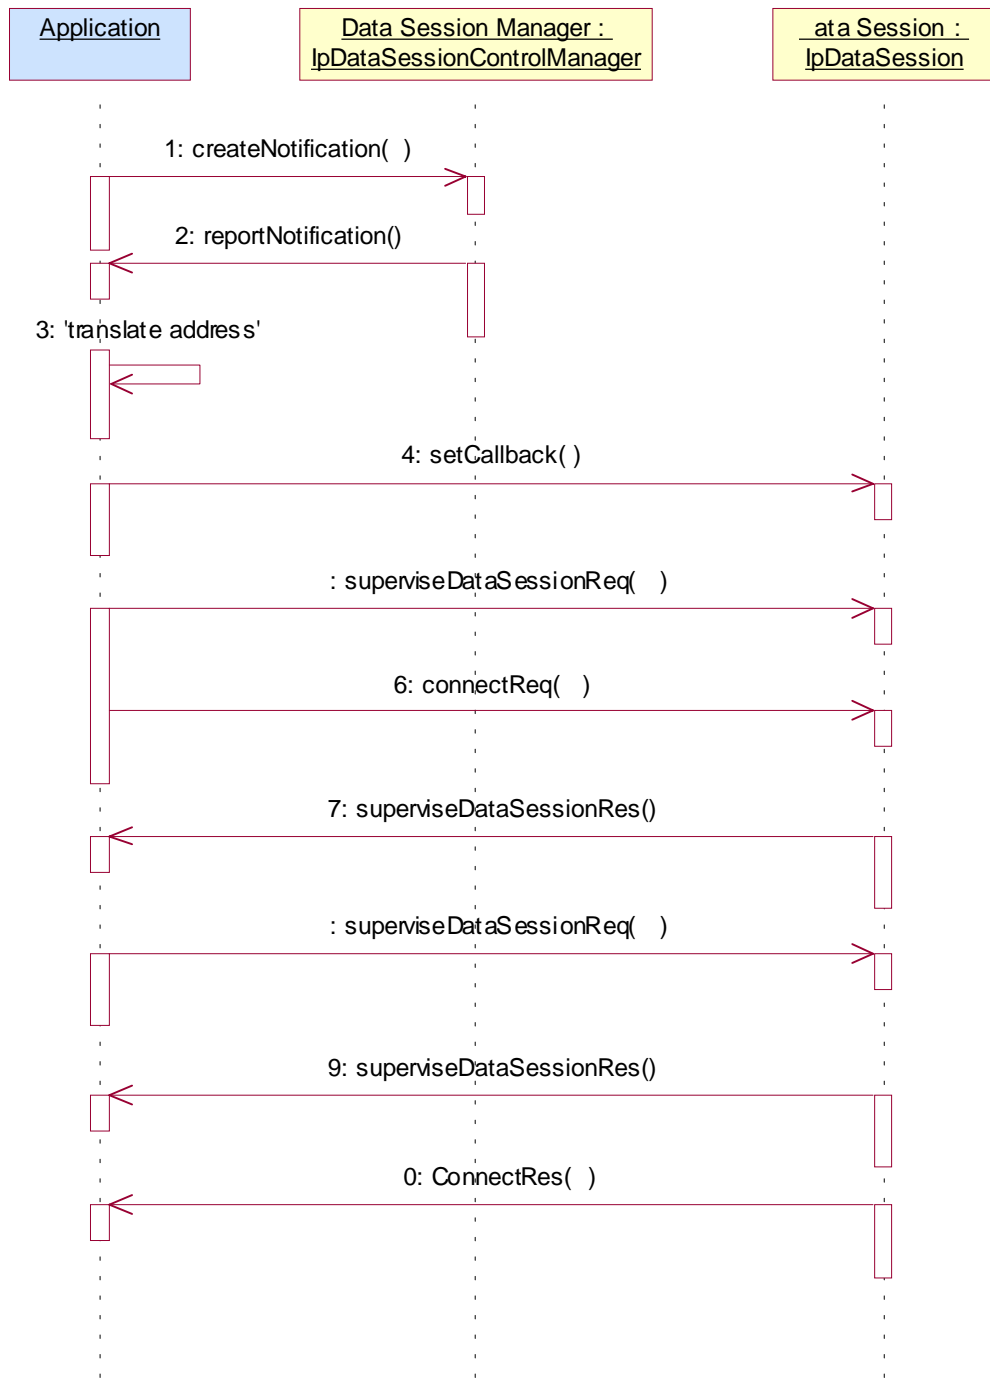 Application
Data Session Manager :
IpDataSessionControlManager
ata Session :
IpDataSession
1: createNotification( )
2: reportNotification()
3: 'translate address'
4: setCallback( )
: superviseDataSessionReq( )
6: connectReq( )
7: superviseDataSessionRes()
: superviseDataSessionReq( )
9: superviseDataSessionRes()
0: ConnectRes( )